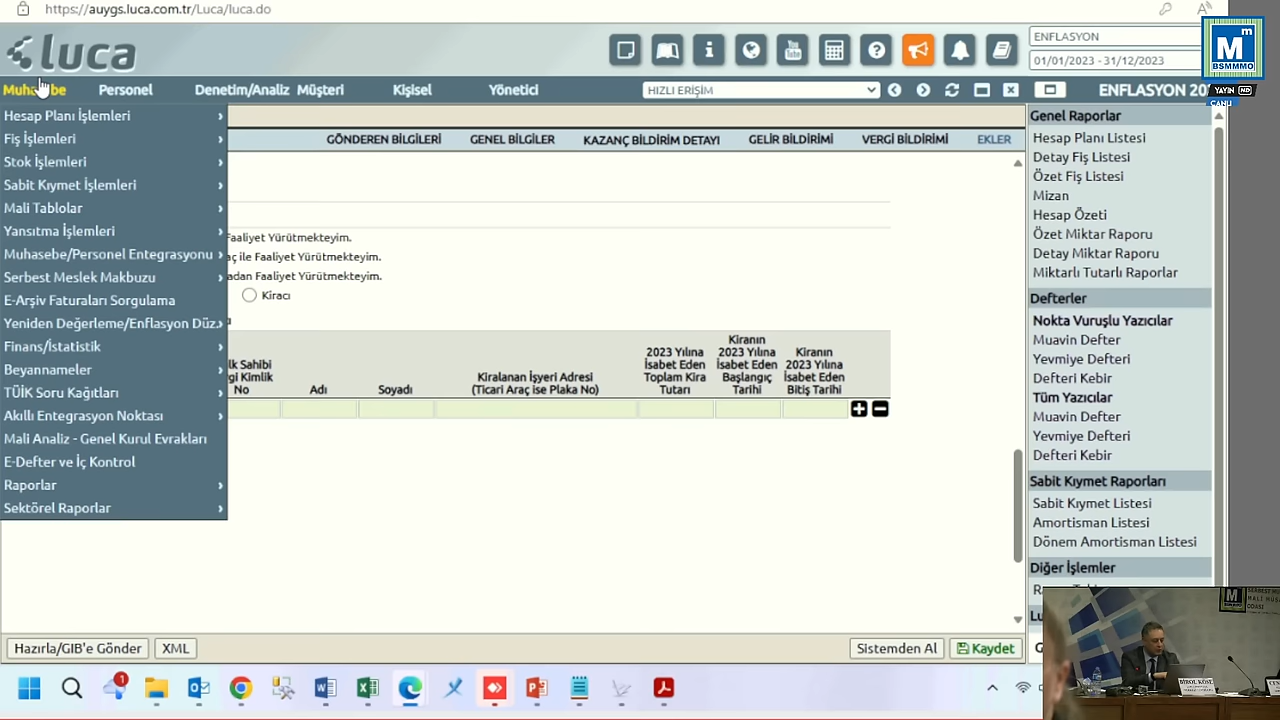 https://auygs.luca.com.tr/Luca/luca.do
luca
ENFLASYON
01/01/2023 - 31/12/2023
M
m
BSMMMO
YAYIN HD
CANLI
Muhasebe
Personel
Denetim/Analiz
Müşteri
Kişisel
Yönetici
HIZLI ERİŞİM
ENFLASYON 20
Hesap Planı İşlemleri
Fiş İşlemleri
Stok İşlemleri
Sabit Kıymet İşlemleri
Mali Tablolar
Yansıtma İşlemleri
Muhasebe/Personel Entegrasyonu
Serbest Meslek Makbuzu
E-Arşiv Faturaları Sorgulama
Yeniden Değerleme/Enflasyon Düz.
Finans/İstatistik
Beyannameler
TÜİK Soru Kağıtları
Akıllı Entegrasyon Noktası
Mali Analiz - Genel Kurul Evrakları
E-Defter ve İç Kontrol
Raporlar
Sektörel Raporlar
GÖNDEREN BİLGİLERİ
GENEL BİLGİLER
KAZANÇ BİLDİRİM DETAYI
GELİR BİLDİRİMİ
VERGİ BİLDİRİMİ
EKLER
Faaliyet Yürütmekteyim.
aç ile Faaliyet Yürütmekteyim.
adan Faaliyet Yürütmekteyim.
Kiracı
lk Sahibi
gi Kimlik
No
Adı
Soyadı
Kiralanan İşyeri Adresi
(Ticari Araç ise Plaka No)
2023 Yılına
İsabet Eden
Toplam Kira
Tutarı
Kiranın
2023 Yılına
İsabet Eden
Başlangıç
Tarihi
Kiranın
2023 Yılına
İsabet Eden
Bitiş Tarihi
Genel Raporlar
Hesap Planı Listesi
Detay Fiş Listesi
Özet Fiş Listesi
Mizan
Hesap Özeti
Özet Miktar Raporu
Detay Miktar Raporu
Miktarlı Tutarlı Raporlar
Defterler
Nokta Vuruşlu Yazıcılar
Muavin Defter
Yevmiye Defteri
Defteri Kebir
Tüm Yazıcılar
Muavin Defter
Yevmiye Defteri
Defteri Kebir
Sabit Kıymet Raporları
Sabit Kıymet Listesi
Amortisman Listesi
Dönem Amortisman Listesi
Diğer İşlemler
Hazırla/GIB'e Gönder
XML
Sistemden Al
Kaydet
1
BİROL KÖSE